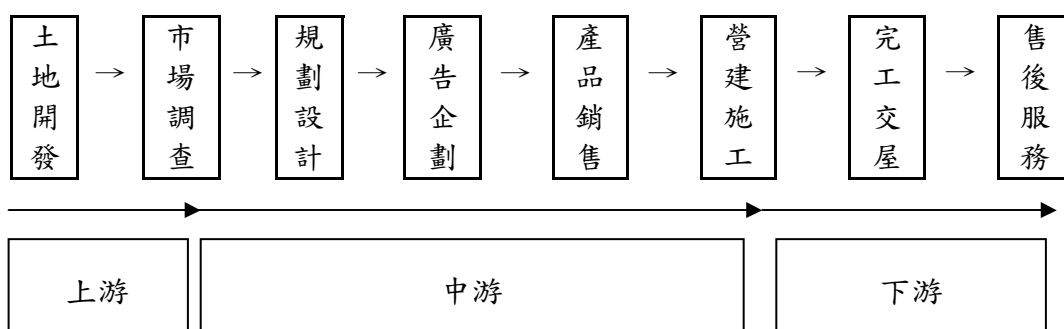 土地開發 → 市場調查 → 規劃設計 → 廣告企劃 → 產品銷售 → 營建施工 → 完工交屋 → 售後服務
上游 中游 下游